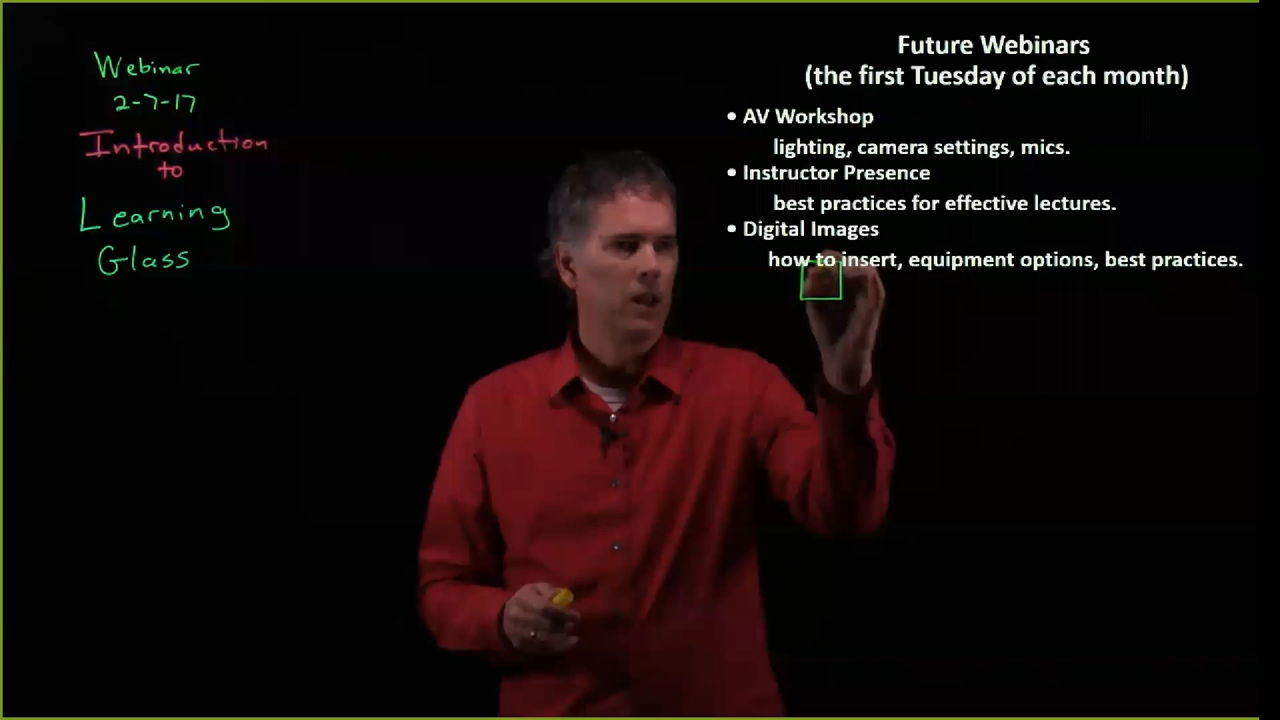 Webinar
2-7-17
Introduction
to
Learning
Glass
Future Webinars
(the first Tuesday of each month)
• AV Workshop
lighting, camera settings, mics.
• Instructor Presence
best practices for effective lectures.
• Digital Images
how to insert, equipment options, best practices.